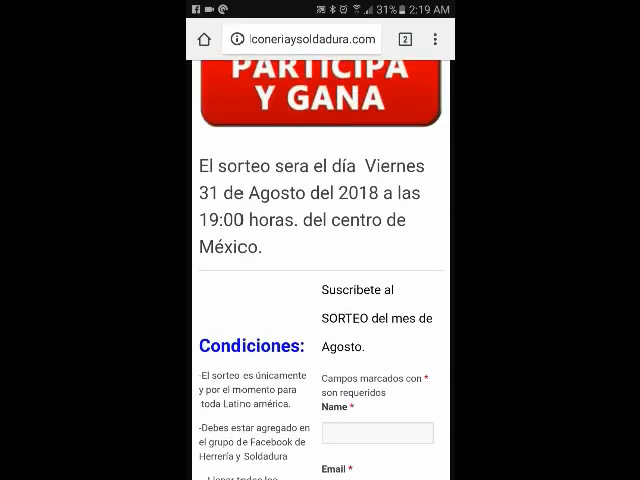 31% 2:19 AM
lconeriaysoldadura.com
2
PARTICIPA
Y GANA
El sorteo sera el día Viernes
31 de Agosto del 2018 a las
19:00 horas. del centro de
México.
Condiciones:
-El sorteo es únicamente
y por el momento para
toda Latino américa.
-Debes estar agregado en
el grupo de Facebook de
Herrería y Soldadura
Suscribete al
SORTEO del mes de
Agosto.
Campos marcados con *
son requeridos
Name *
Email *